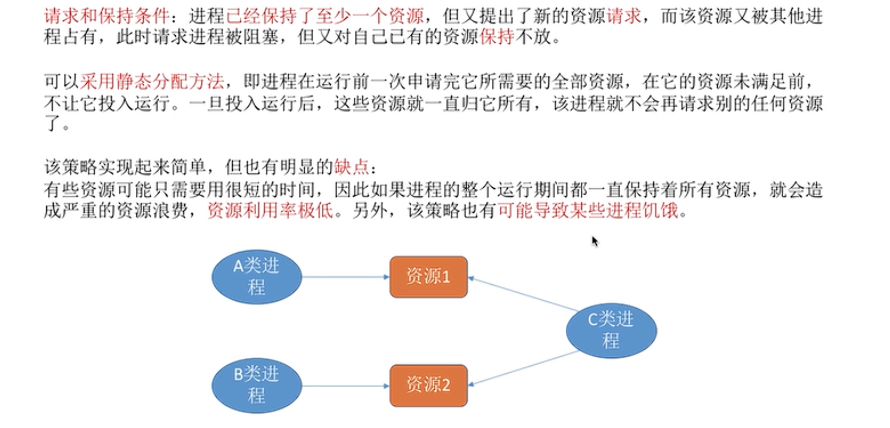 请求和保持条件：进程已经保持了至少一个资源，但又提出了新的资源请求，而该资源又被其他进
程占有，此时请求进程被阻塞，但又对自己已有的资源保持不放。
可以采用静态分配方法，即进程在运行前一次申请完它所需要的全部资源，在它的资源未满足前，
不让它投入运行。一旦投入运行后，这些资源就一直归它所有，该进程就不会再请求别的任何资源
了。
该策略实现起来简单，但也有明显的缺点：
有些资源可能只需要用很短的时间，因此如果进程的整个运行期间都一直保持着所有资源，就会造
成严重的资源浪费，资源利用率极低。另外，该策略也有可能导致某些进程饥饿。
A类进
程
资源1
C类进
程
B类进
程
资源2